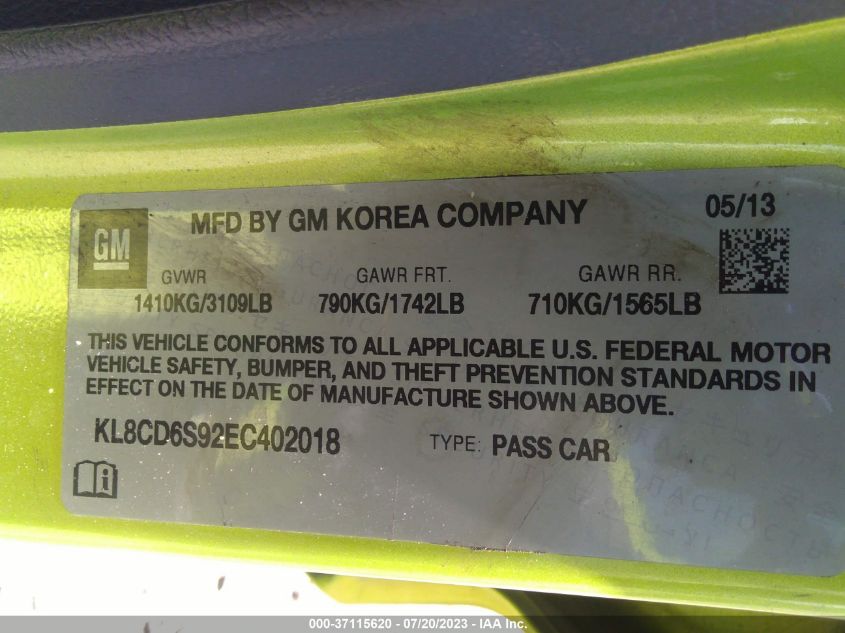 GM
MFD BY GM KOREA COMPANY
05/13
GVWR
GAWR FRT.
GAWR RR.
1410KG/3109LB
790KG/1742LB
710KG/1565LB
THIS VEHICLE CONFORMS TO ALL APPLICABLE U.S. FEDERAL MOTOR
VEHICLE SAFETY, BUMPER, AND THEFT PREVENTION STANDARDS IN
EFFECT ON THE DATE OF MANUFACTURE SHOWN ABOVE.
KL8CD6S92EC402018
TYPE: PASS CAR
000-37115620 - 07/20/2023 - IAAI.com